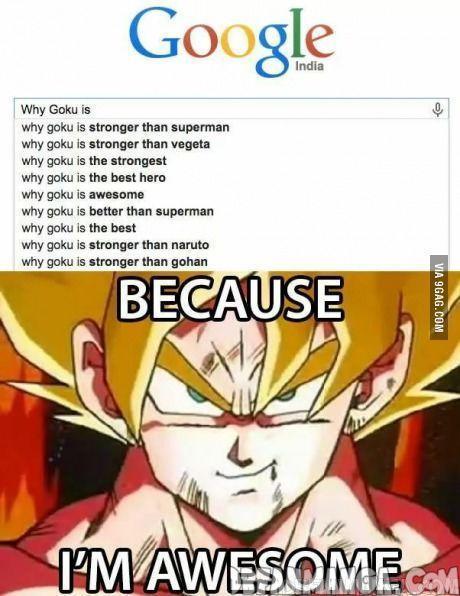 Google
India
Why Goku is
why goku is stronger than superman
why goku is stronger than vegeta
why goku is the strongest
why goku is the best hero
why goku is awesome
why goku is better than superman
why goku is the best
why goku is stronger than naruto
why goku is stronger than gohan
VIA 9GAG.COM
BECAUSE
I'M AWESOME